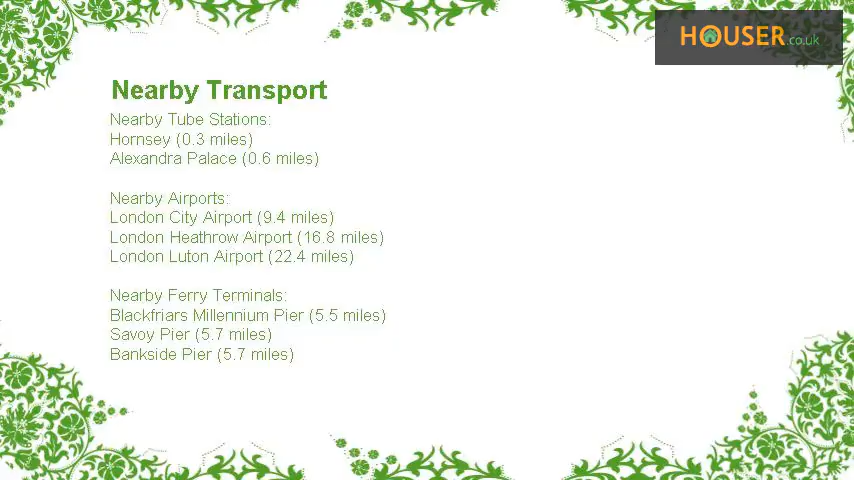 HOUSER.co.uk
Nearby Transport
Nearby Tube Stations:
Hornsey (0.3 miles)
Alexandra Palace (0.6 miles)
Nearby Airports:
London City Airport (9.4 miles)
London Heathrow Airport (16.8 miles)
London Luton Airport (22.4 miles)
Nearby Ferry Terminals:
Blackfriars Millennium Pier (5.5 miles)
Savoy Pier (5.7 miles)
Bankside Pier (5.7 miles)